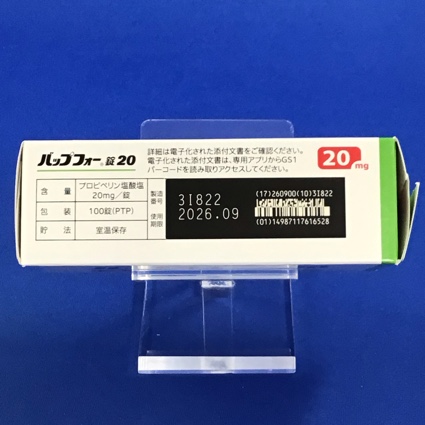 バップフォー®錠20
詳細は電子化された添付文書をご確認ください。
電子化された添付文書は、専用アプリからGS1
バーコードを読み取りアクセスしてください。
20mg
含量 プロピベリン塩酸塩
20mg/錠
包装 100錠(PTP)
貯法 室温保存
製造番号 31822
使用期限 2026.09
(17)260900(10)31822
(01)14987117616528